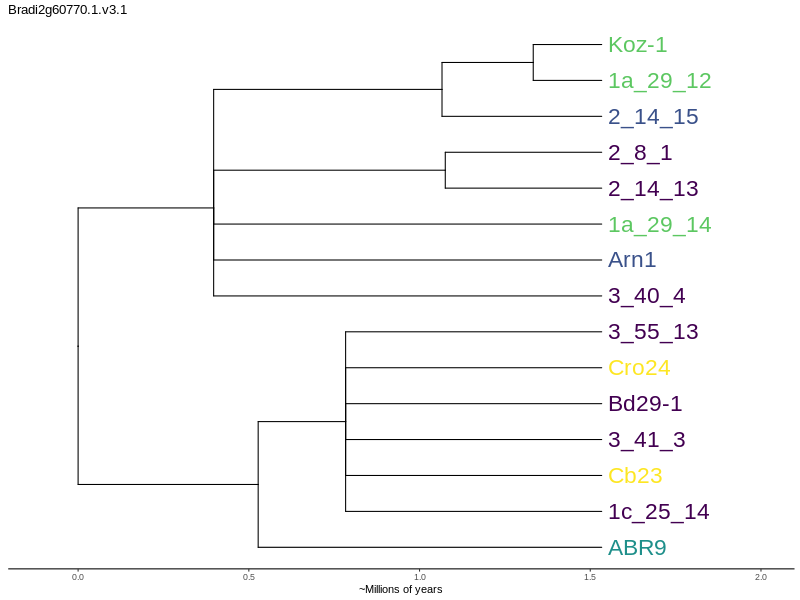 Bradi2g60770.1.v3.1
Koz-1
1a_29_12
2_14_15
2_8_1
2_14_13
1a_29_14
Arn1
3_40_4
3_55_13
Cro24
Bd29-1
3_41_3
Cb23
1c_25_14
ABR9
0.0 0.5 1.0 1.5 2.0
~Millions of years